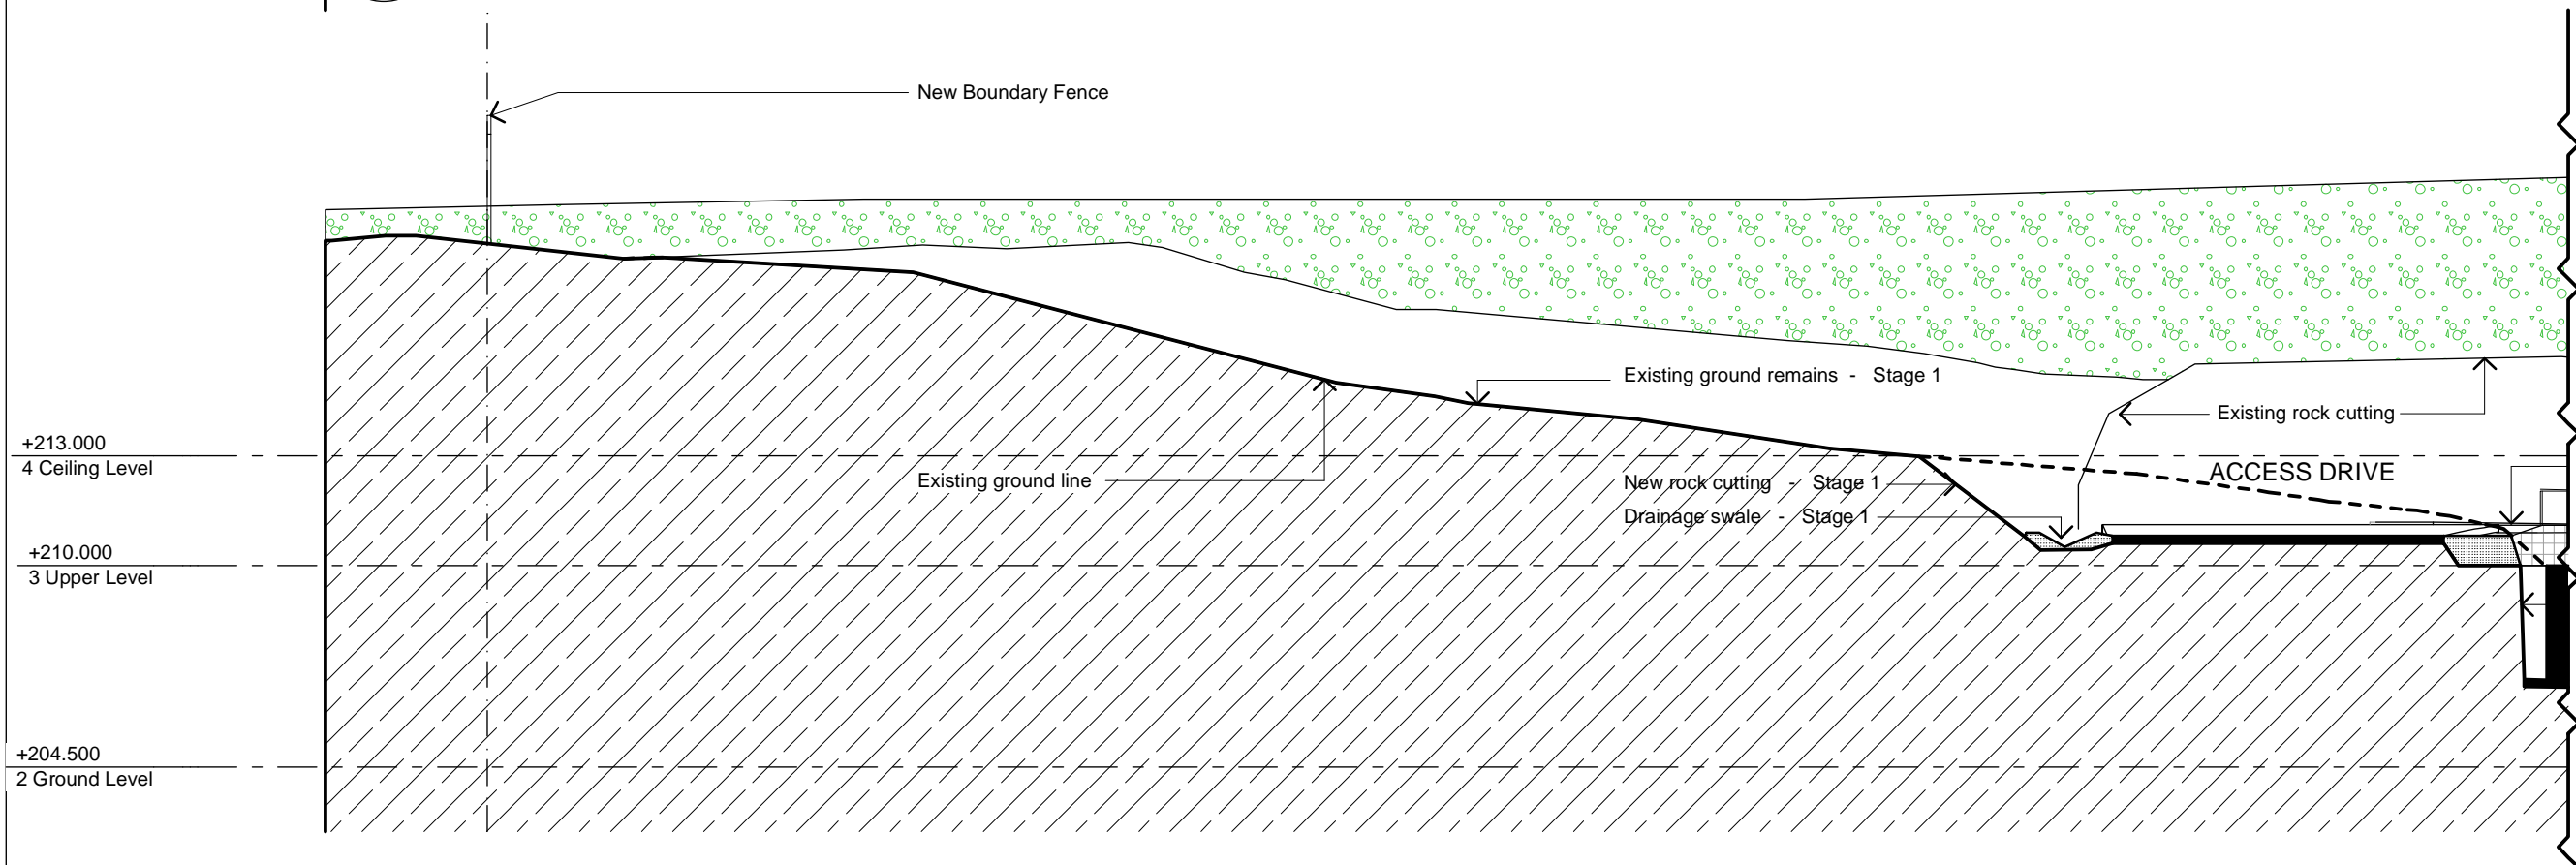 New Boundary Fence
Existing ground remains - Stage 1
Existing rock cutting
+213.000
4 Ceiling Level
ACCESS DRIVE
Existing ground line
New rock cutting - Stage 1
Drainage swale - Stage 1
+210.000
3 Upper Level
+204.500
2 Ground Level